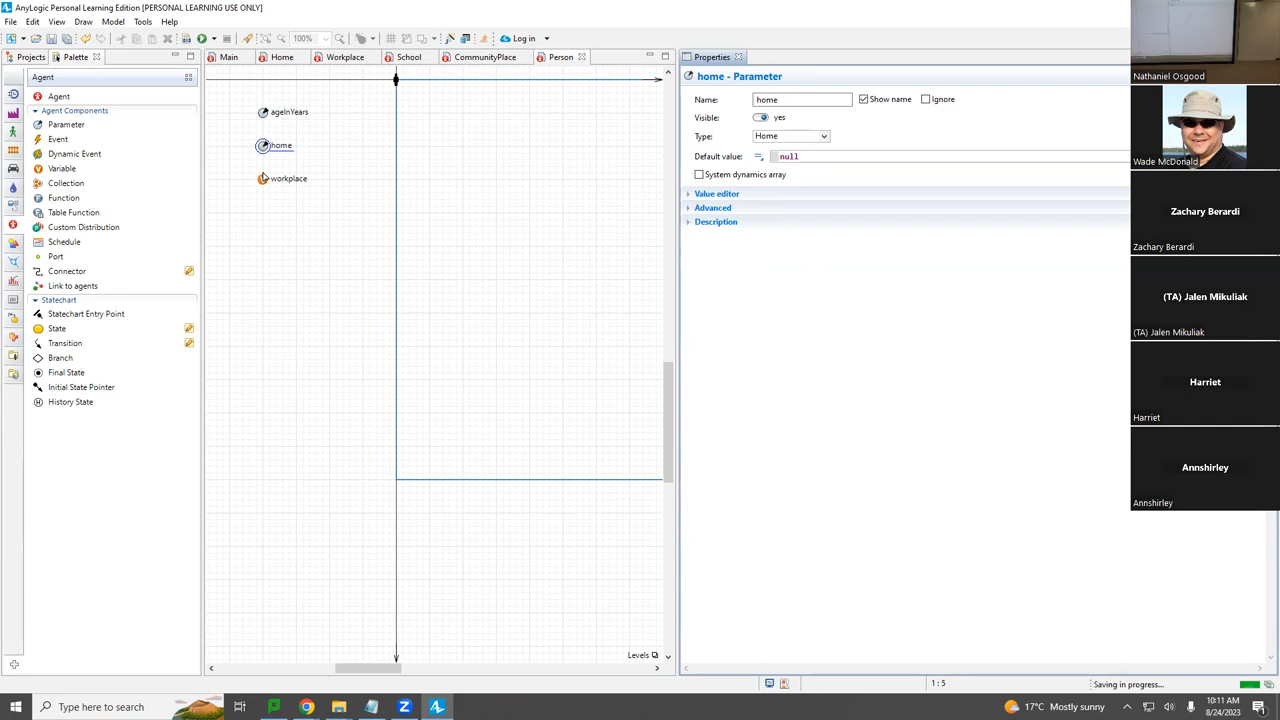 AnyLogic Personal Learning Edition [PERSONAL LEARNING USE ONLY]
File Edit View Draw Model Tools Help
100% Log in
Projects Palette Main Home Workplace School CommunityPlace Person Properties
Agent
Agent
Agent Components
Parameter
Event
Dynamic Event
Variable
Collection
Function
Table Function
Custom Distribution
Schedule
Port
Connector
Link to agents
Statechart
Statechart Entry Point
State
Transition
Branch
Final State
Initial State Pointer
History State
ageInYears
home
workplace
Levels
home - Parameter
Name: home Show name Ignore
Visible: yes
Type: Home
Default value: null
System dynamics array
Value editor
Advanced
Description
Nathaniel Osgood
Wade McDonald
Zachary Berardi
Zachary Berardi
(TA) Jalen Mikuliak
(TA) Jalen Mikuliak
Harriet
Harriet
Annshirley
Annshirley
1 : 5 Saving in progress...
Type here to search
17°C Mostly sunny
10:11 AM
8/24/2023
1